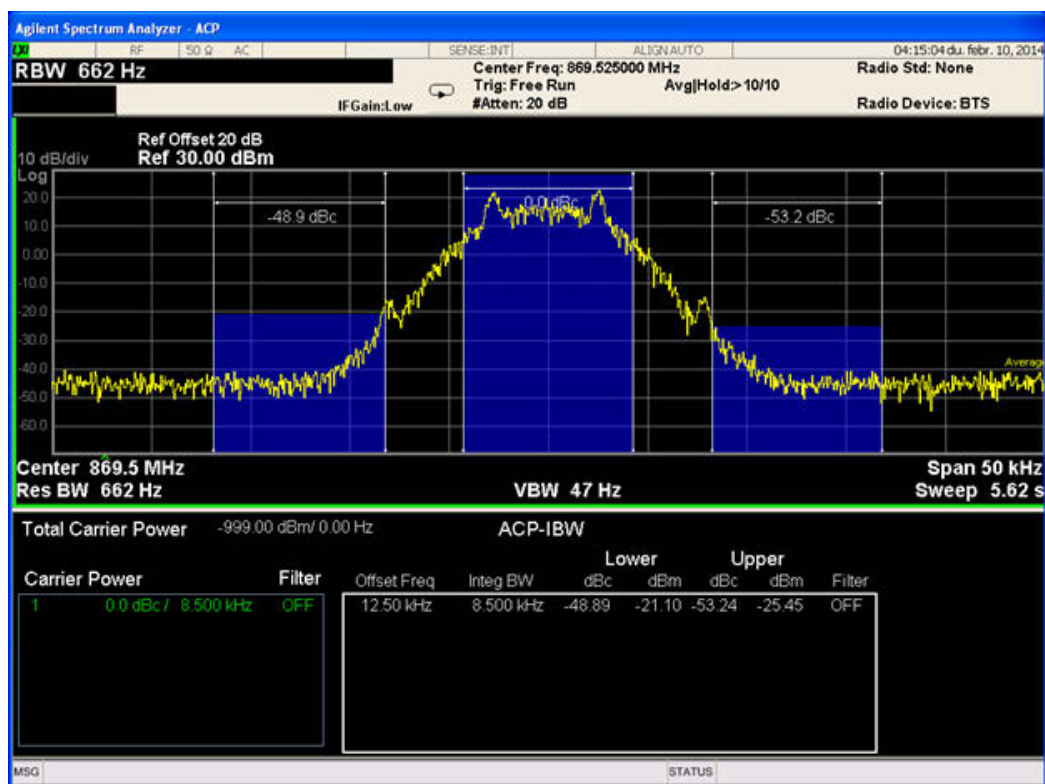 Agilent Spectrum Analyzer - ACP
LXI RF 50 Ω AC SENSE:INT ALIGNAUTO 04:15:04 du. febr. 10, 2014
RBW 662 Hz
Center Freq: 869.525000 MHz Radio Std: None
Trig: Free Run Avg|Hold:>10/10
IFGain:Low #Atten: 20 dB Radio Device: BTS
Ref Offset 20 dB
10 dB/div Ref 30.00 dBm
Log
20.0
10.0
0.00
-10.0
-20.0
-30.0
-40.0
-50.0
-60.0
-48.9 dBc 0.0 dBc -53.2 dBc
Average
Center 869.5 MHz Span 50 kHz
Res BW 662 Hz VBW 47 Hz Sweep 5.62 s
Total Carrier Power -999.00 dBm/ 0.00 Hz ACP-IBW
Lower Upper
Carrier Power Filter Offset Freq Integ BW dBc dBm dBc dBm Filter
1 0.0 dBc / 8.500 kHz OFF 12.50 kHz 8.500 kHz -48.89 -21.10 -53.24 -25.45 OFF
MSG STATUS